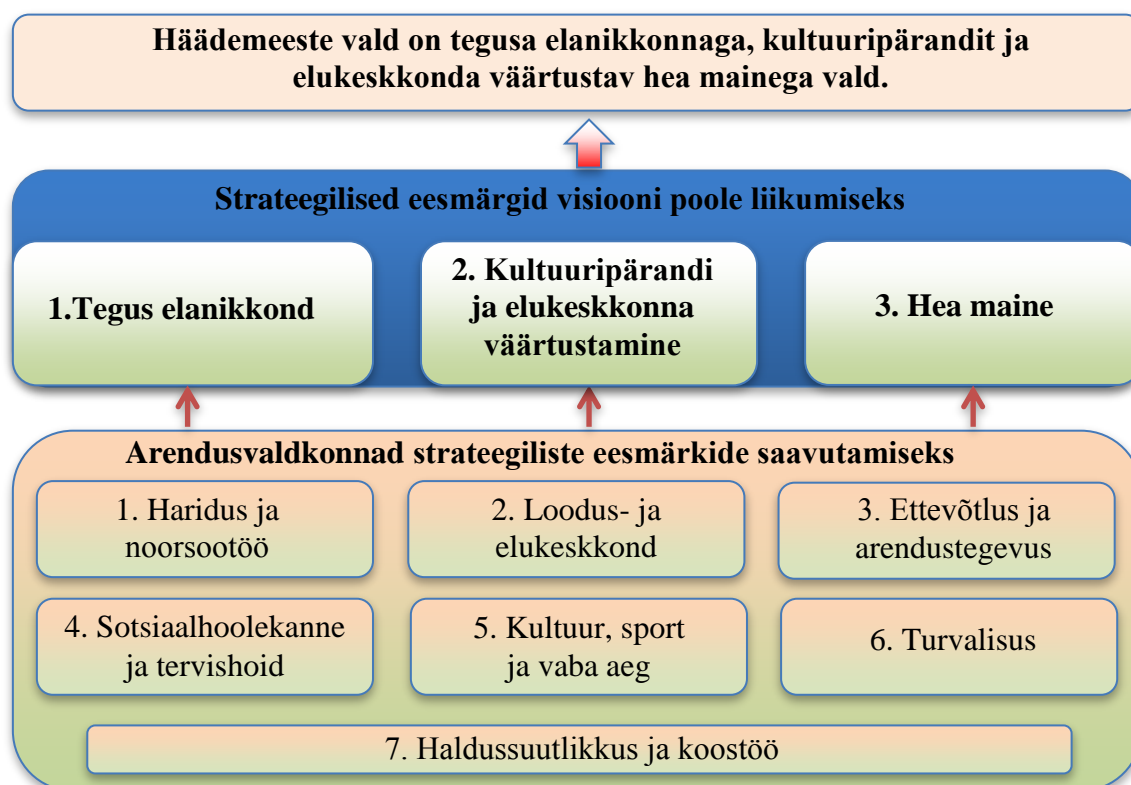 Häädemeeste vald on tegusa elanikkonnaga, kultuuripärandit ja
elukeskkonda väärtustav hea mainega vald.
Strateegilised eesmärgid visiooni poole liikumiseks
1.Tegus elanikkond
2. Kultuuripärandi
ja elukeskkonna
väärtustamine
3. Hea maine
Arendusvaldkonnad strateegiliste eesmärkide saavutamiseks
1. Haridus ja
noorsootöö
2. Loodus- ja
elukeskkond
3. Ettevõtlus ja
arendustegevus
4. Sotsiaalhoolekanne
ja tervishoid
5. Kultuur, sport
ja vaba aeg
6. Turvalisus
7. Haldussuutlikkus ja koostöö